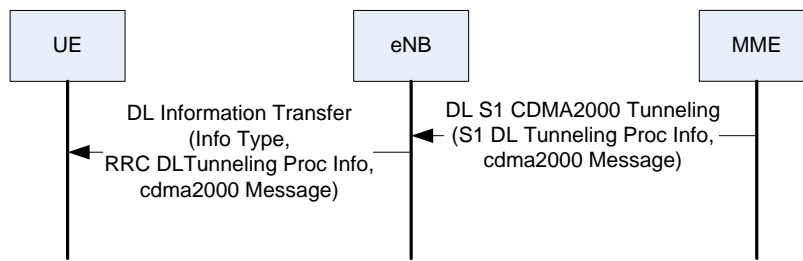 UE
eNB
MME
DL Information Transfer
(Info Type,
RRC DLTunneling Proc Info,
cdma2000 Message)
DL S1 CDMA2000 Tunneling
(S1 DL Tunneling Proc Info,
cdma2000 Message)